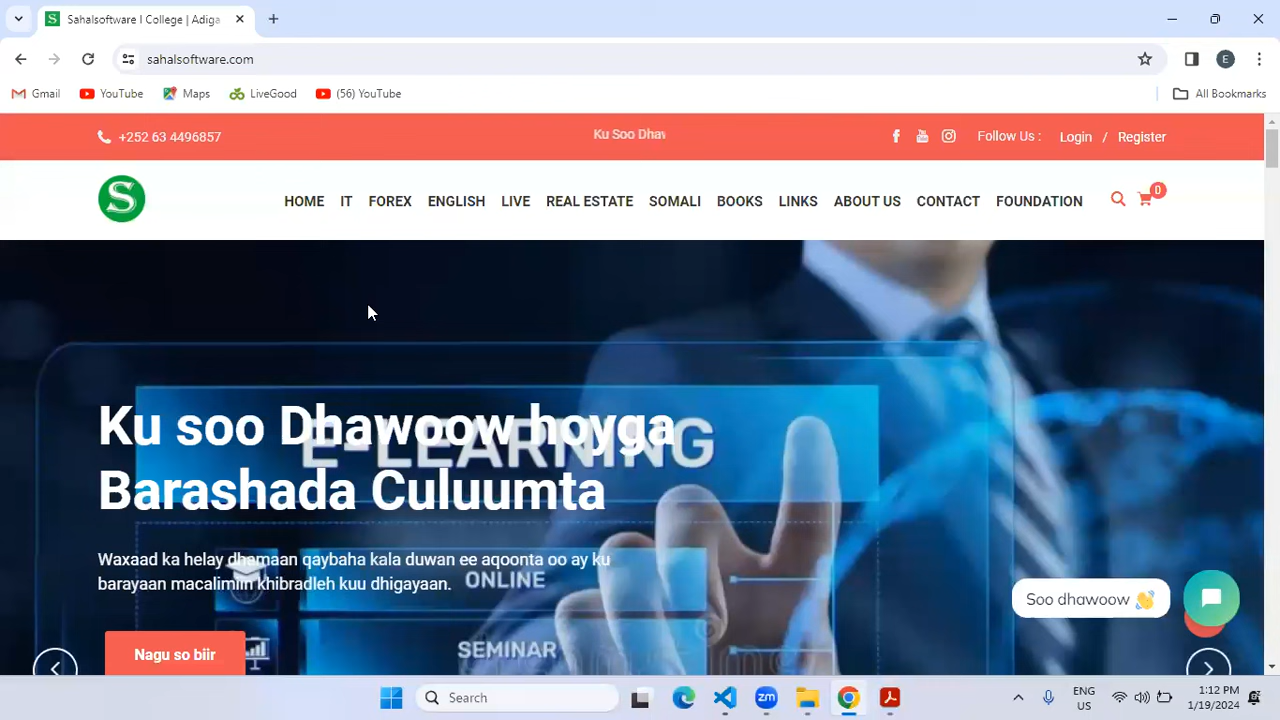 Sahalsoftware I College | Adiga
sahalsoftware.com
Gmail YouTube Maps LiveGood (56) YouTube All Bookmarks
E
+252 63 4496857 Ku Soo Follow Us : Login / Register
S HOME IT FOREX ENGLISH LIVE REAL ESTATE SOMALI BOOKS LINKS ABOUT US CONTACT FOUNDATION 0
Ku soo Dhawoow hoyga
E-LEARNING
Barashada Culuumta
Waxaad ka helay dhamaan qaybaha kala duwan ee aqoonta oo ay ku
barayaan macalimiin khibradleh kuu dhigayaan.
ONLINE
Soo dhawoow
SEMINAR
Nagu so biir
Search
zm
ENG
US
1:12 PM
1/19/2024